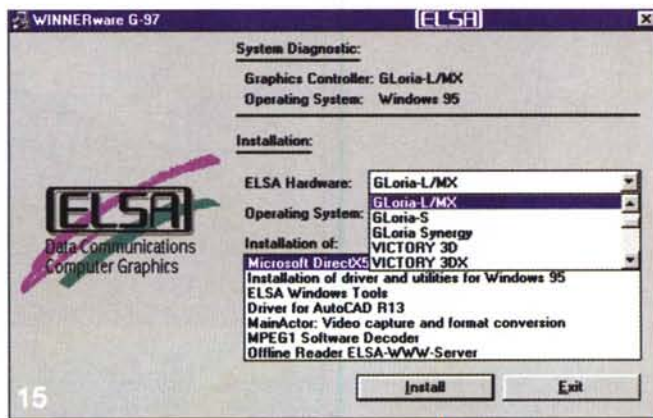 WINNERware G-97
ELSA
System Diagnostic:
Graphics Controller: GLoria-L/MX
Operating System: Windows 95
Installation:
ELSA Hardware: GLoria-L/MX
GLoria-L/MX
GLoria-S
GLoria Synergy
VICTORY 3D
VICTORY 3DX
Operating System:
Installation of:
Microsoft DirectX5
Installation of driver and utilities for Windows 95
ELSA Windows Tools
Driver for AutoCAD R13
MainActor: Video capture and format conversion
MPEG1 Software Decoder
Offline Reader ELSA-WWW-Server
ELSA
Data Communications
Computer Graphics
Install
Exit
15